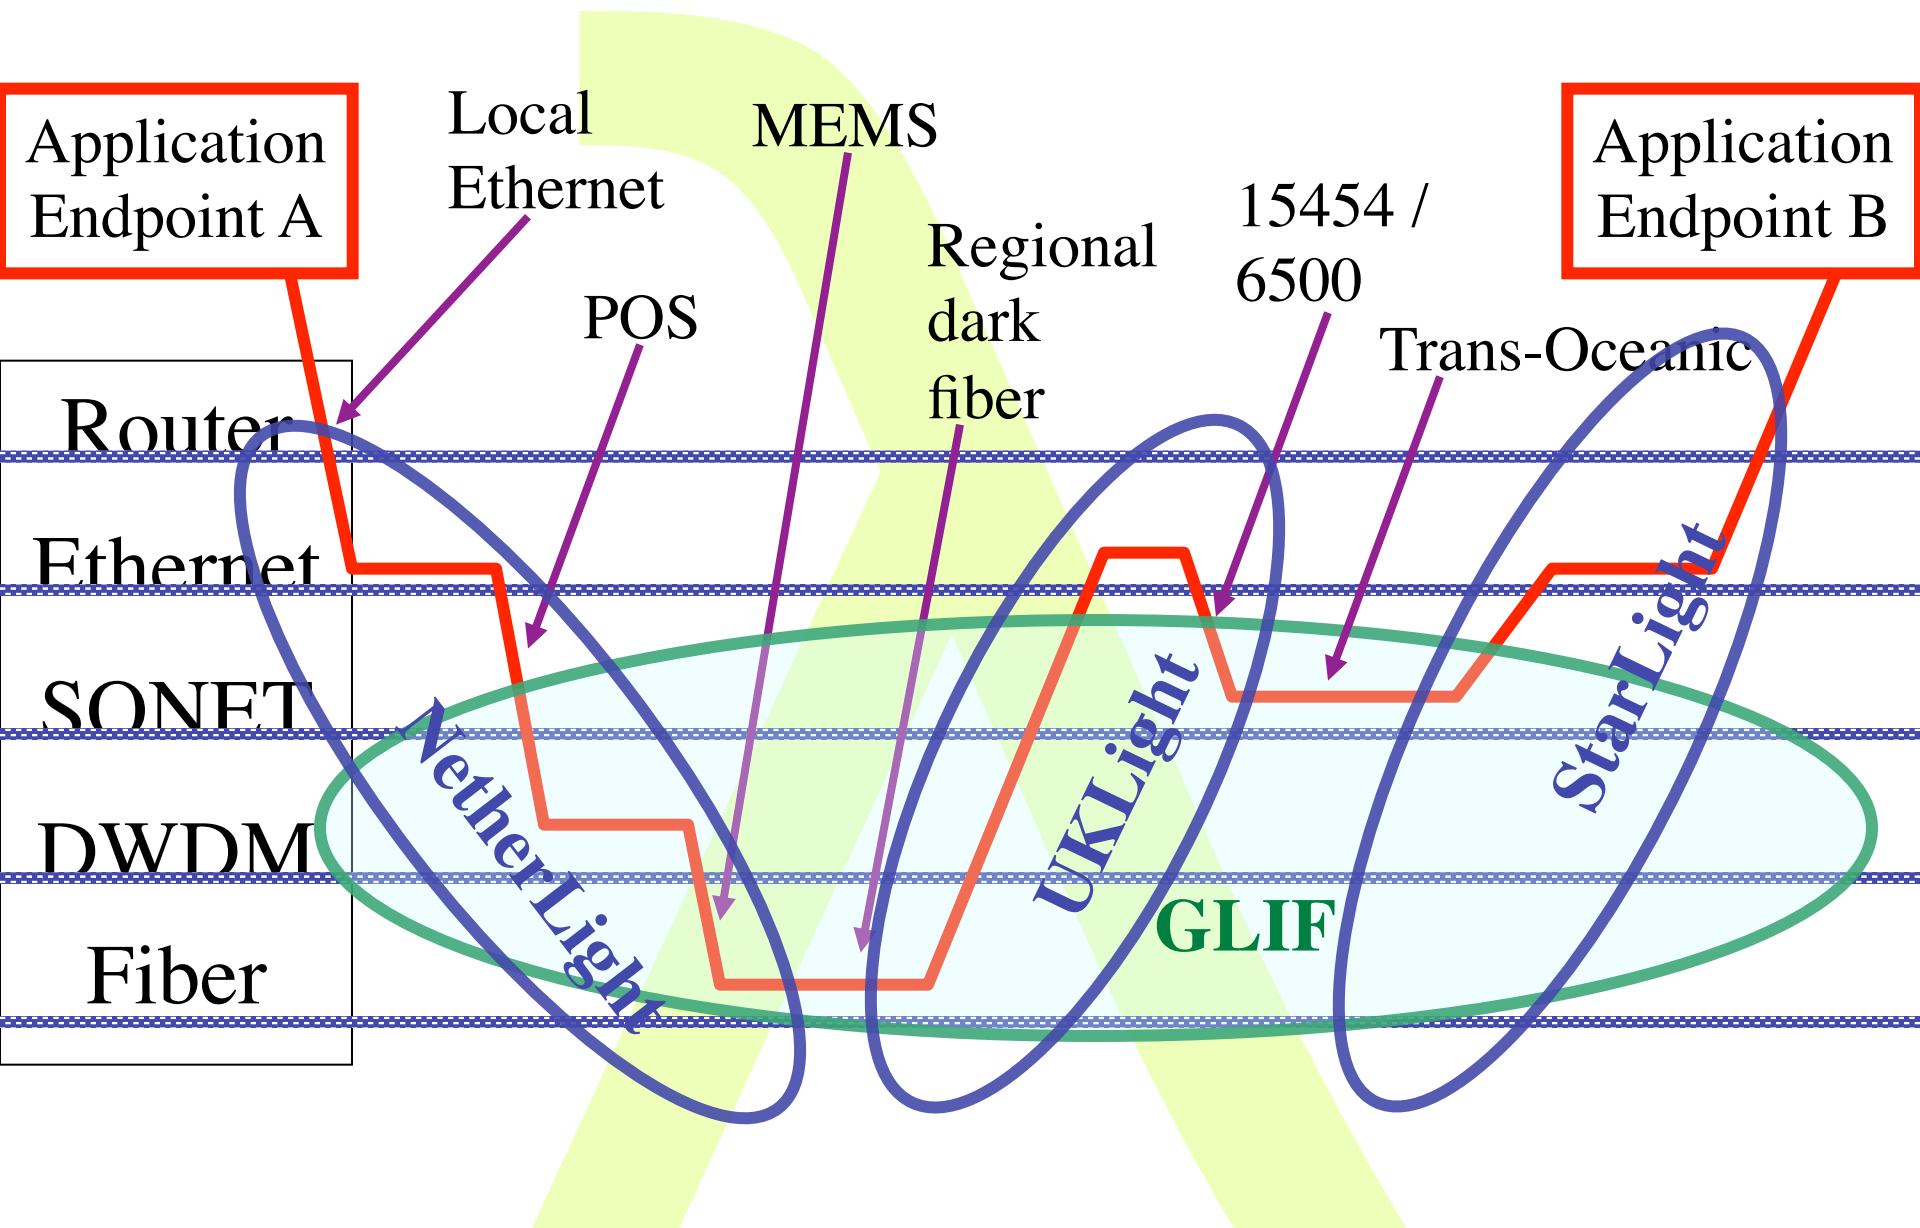 Application
Endpoint A
Local
Ethernet
MEMS
POS
Regional
dark
fiber
15454 /
6500
Trans-Oceanic
Application
Endpoint B
Router
Ethernet
SONET
DWDM
Fiber
NetherLight
UKLight
StarLight
GLIF